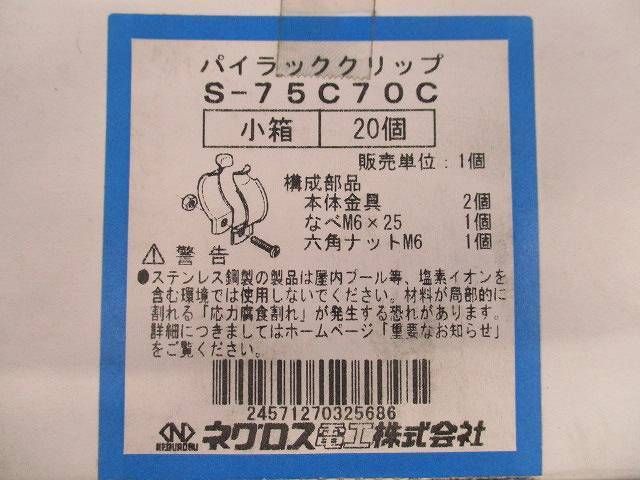 パイラッククリップ
S-75C70C
小箱 20個
販売単位:1個
構成部品
本体金具 2個
なべM6×25 1個
六角ナットM6 1個
⚠ 警告
●ステンレス鋼製の製品は屋内プール等、塩素イオンを
含む環境では使用しないでください。材料が局部的に
割れる「応力腐食割れ」が発生する恐れがあります。
詳細につきましてはホームページ「重要なお知らせ」
をご覧ください。
24571270325686
NEGUROSU ネグロス電工株式会社